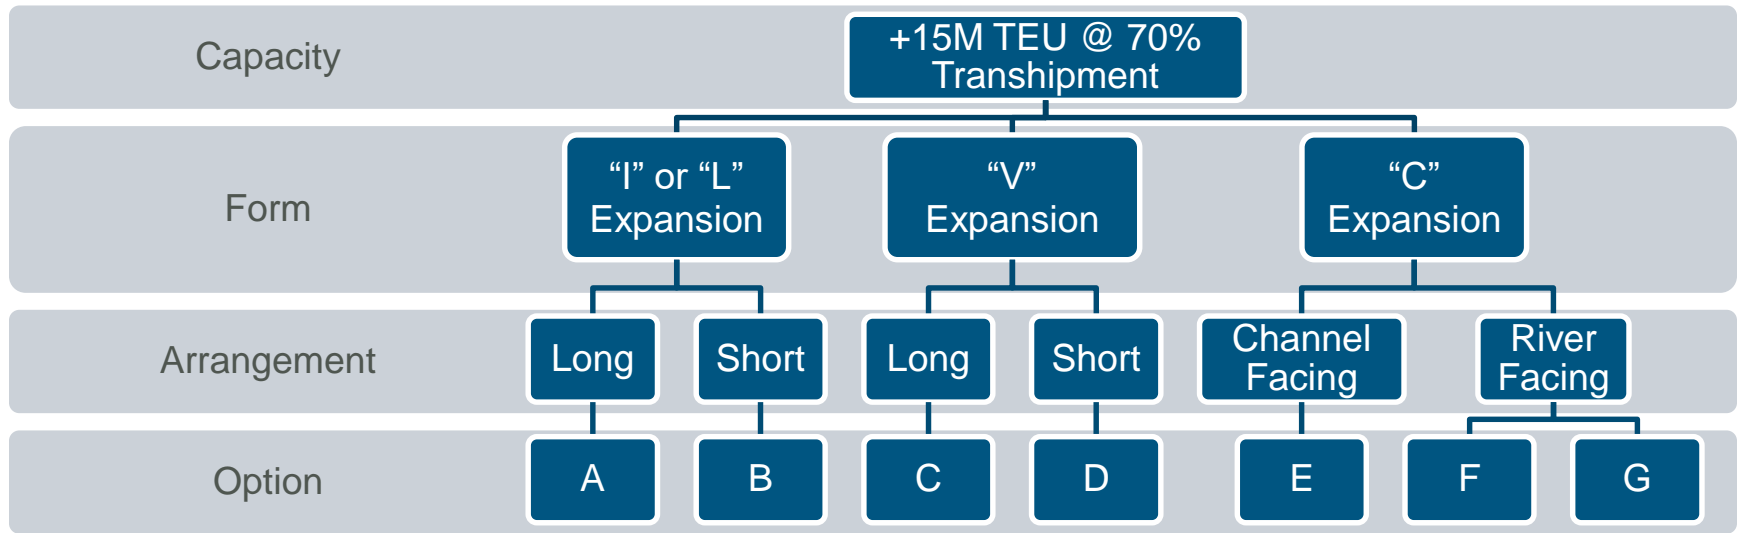 Capacity
+15M TEU @ 70%
Transhipment
Form
“I” or “L”
Expansion
“V”
Expansion
“C”
Expansion
Arrangement
Long
Short
Long
Short
Channel
Facing
River
Facing
Option
A
B
C
D
E
F
G